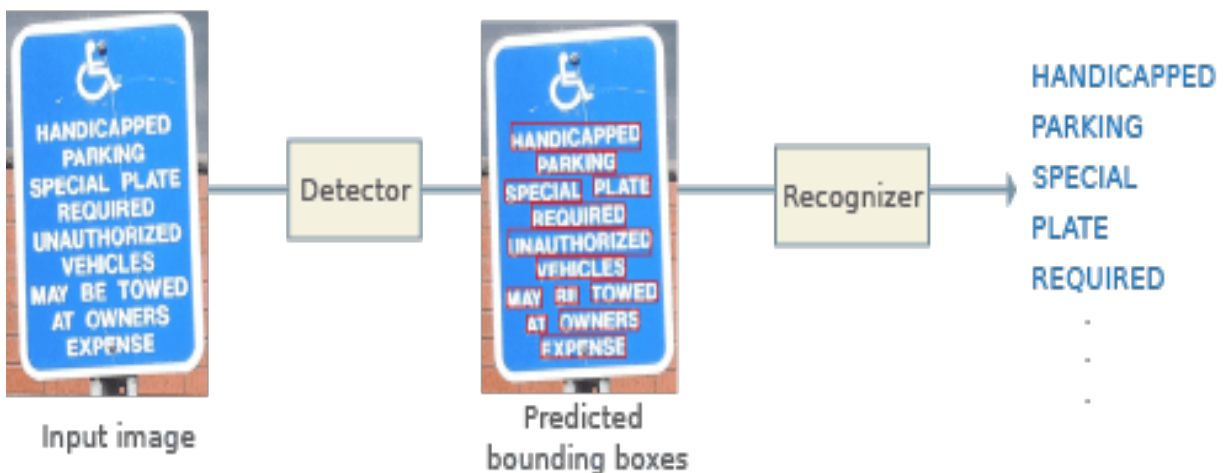 HANDICAPPED
PARKING
SPECIAL PLATE
REQUIRED
UNAUTHORIZED
VEHICLES
MAY BE TOWED
AT OWNERS
EXPENSE
Input image
Detector
HANDICAPPED
PARKING
SPECIAL PLATE
REQUIRED
UNAUTHORIZED
VEHICLES
MAY BE TOWED
AT OWNERS
EXPENSE
Predicted
bounding boxes
Recognizer
HANDICAPPED
PARKING
SPECIAL
PLATE
REQUIRED
.
.
.